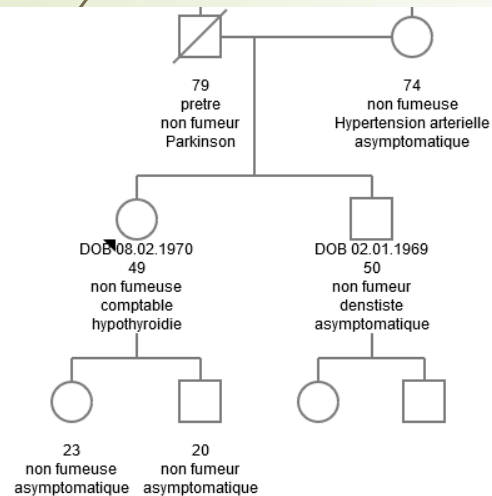 79
pretre
non fumeur
Parkinson
74
non fumeuse
Hypertension arterielle
asymptomatique
DOB 08.02.1970
49
non fumeuse
comptable
hypothyroidie
DOB 02.01.1969
50
non fumeur
denstiste
asymptomatique
23
non fumeuse
asymptomatique
20
non fumeur
asymptomatique